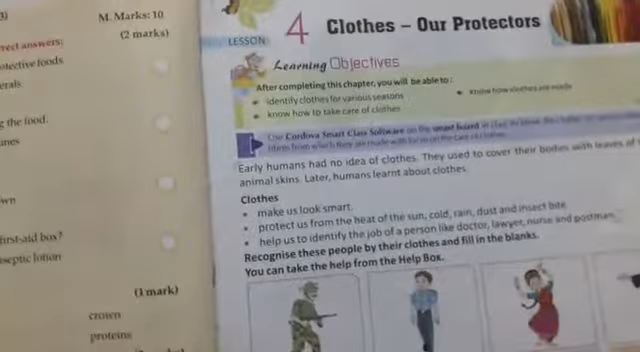 M. Marks: 10
rrect answers:
(2 marks)
otective foods
erals
g the food.
ines
wn
first-aid box?
iseptic lotion
(1 mark)
crown
proteins
LESSON 4 Clothes – Our Protectors
Learning Objectives
After completing this chapter, you will be able to :
identify clothes for various seasons
know how clothes are made
know how to take care of clothes
Use Cordova Smart Class Software on the smart board in class
Early humans had no idea of clothes. They used to cover their bodies with leaves of
animal skins. Later, humans learnt about clothes.
Clothes
• make us look smart.
• protect us from the heat of the sun, cold, rain, dust and insect bite.
• help us to identify the job of a person like doctor, lawyer, nurse and postman.
Recognise these people by their clothes and fill in the blanks.
You can take the help from the Help Box.